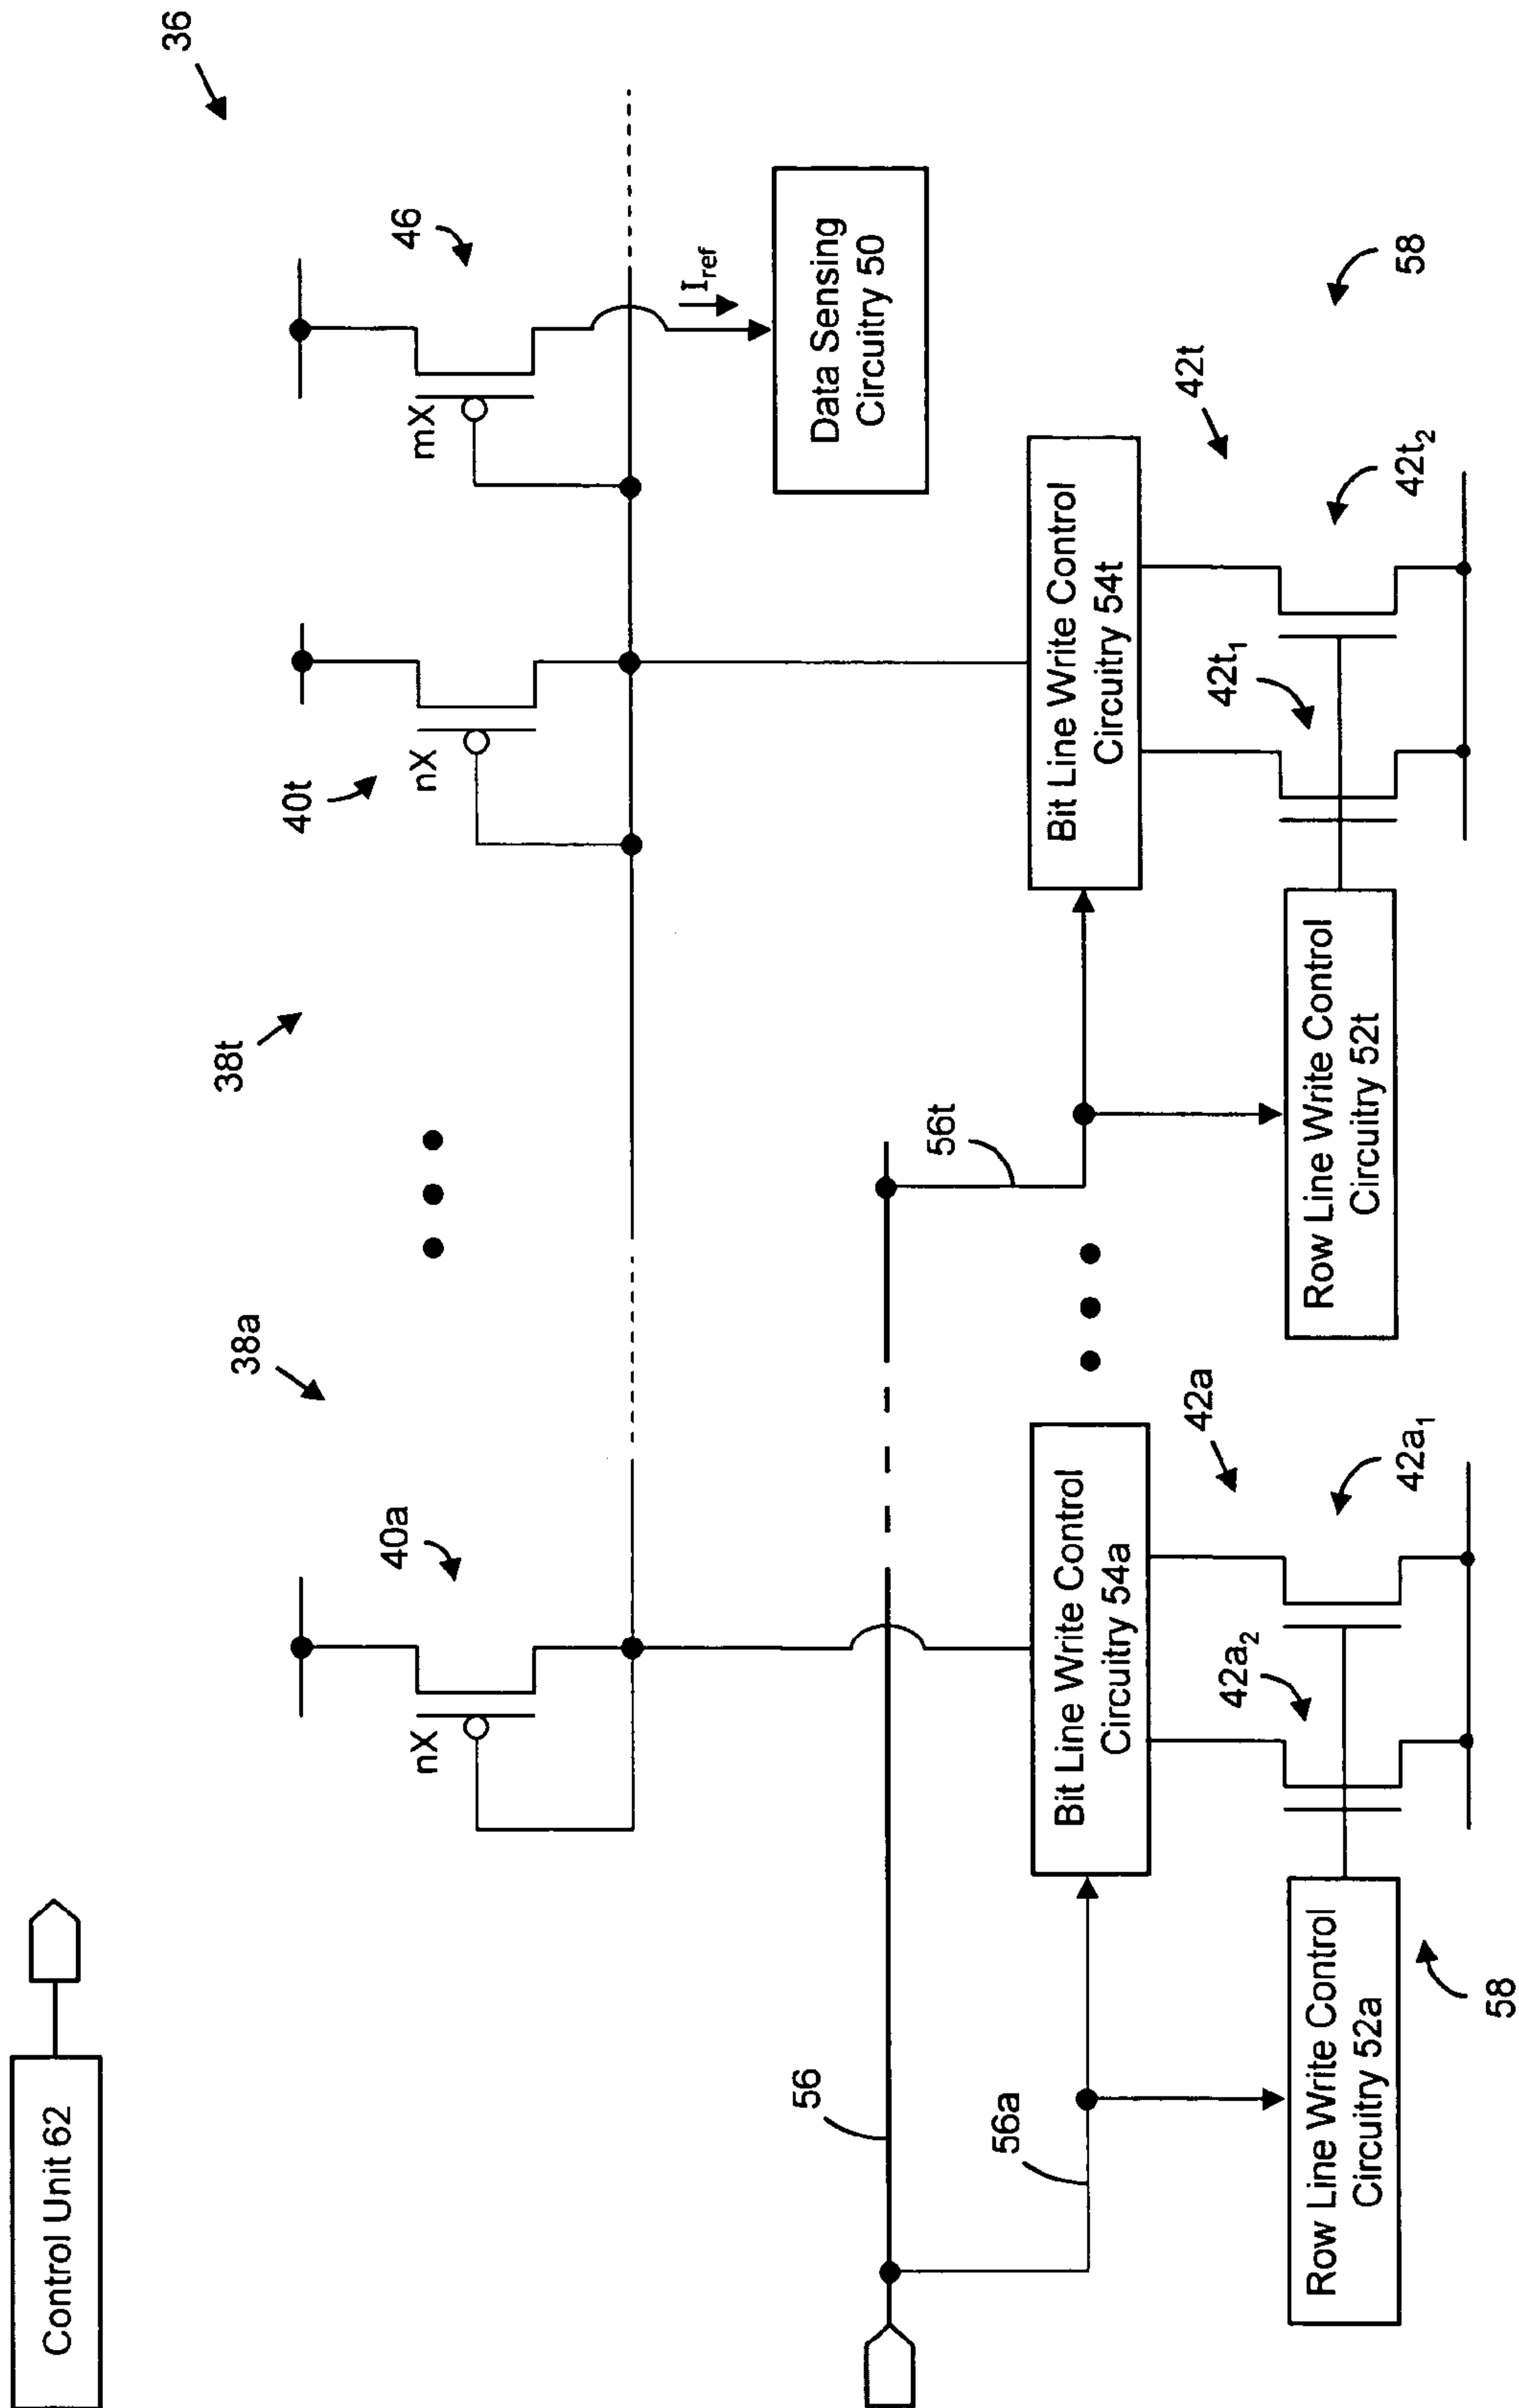 36
Control Unit 62
38a
38t
46
40a
40t
nX
nX
mX
Iref
Data Sensing
Circuitry 50
56
56a
56t
Bit Line Write Control
Circuitry 54a
Bit Line Write Control
Circuitry 54t
42a
42t
42a2
42a1
42t1
42t2
Row Line Write Control
Circuitry 52a
Row Line Write Control
Circuitry 52t
58
58